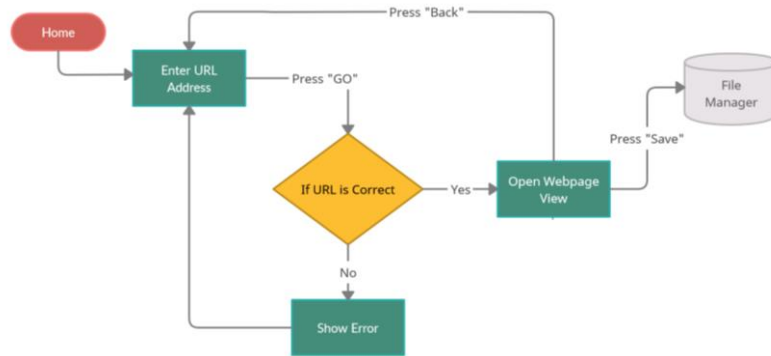 Press "Back"
Home
Enter URL
Address
Press "GO"
File
Manager
Press "Save"
If URL is Correct
Yes
Open Webpage
View
No
Show Error